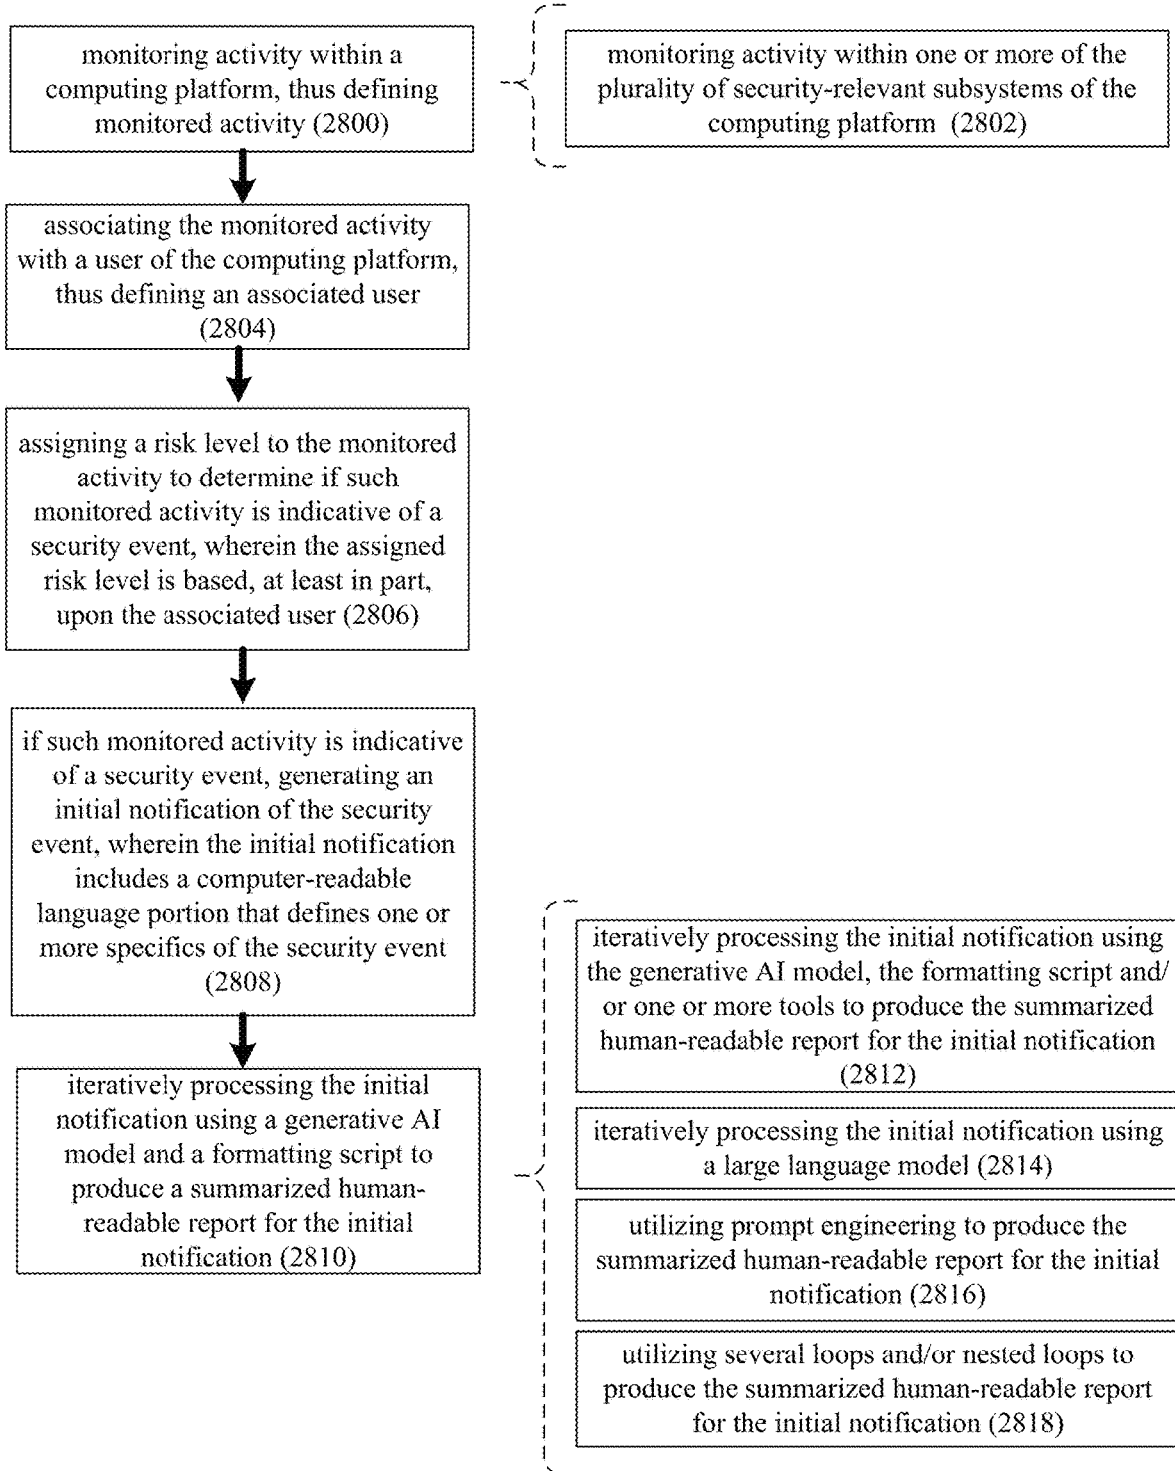 monitoring activity within a
computing platform, thus defining
monitored activity (2800)
monitoring activity within one or more of the
plurality of security-relevant subsystems of the
computing platform (2802)
associating the monitored activity
with a user of the computing platform,
thus defining an associated user
(2804)
assigning a risk level to the monitored
activity to determine if such
monitored activity is indicative of a
security event, wherein the assigned
risk level is based, at least in part,
upon the associated user (2806)
if such monitored activity is indicative
of a security event, generating an
initial notification of the security
event, wherein the initial notification
includes a computer-readable
language portion that defines one or
more specifics of the security event
(2808)
iteratively processing the initial
notification using a generative AI
model and a formatting script to
produce a summarized human-
readable report for the initial
notification (2810)
iteratively processing the initial notification using
the generative AI model, the formatting script and/
or one or more tools to produce the summarized
human-readable report for the initial notification
(2812)
iteratively processing the initial notification using
a large language model (2814)
utilizing prompt engineering to produce the
summarized human-readable report for the initial
notification (2816)
utilizing several loops and/or nested loops to
produce the summarized human-readable report
for the initial notification (2818)